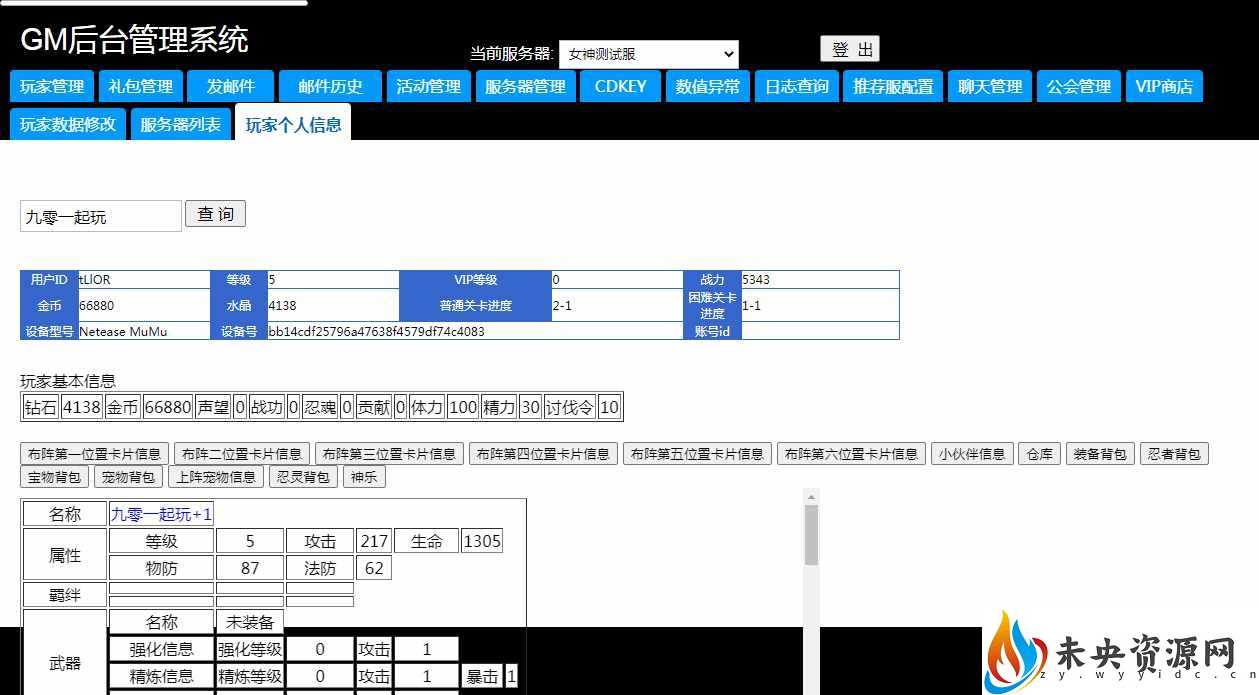 GM后台管理系统
当前服务器: 女神测试服 登 出
玩家管理 礼包管理 发邮件 邮件历史 活动管理 服务器管理 CDKEY 数值异常 日志查询 推荐服配置 聊天管理 公会管理 VIP商店
玩家数据修改 服务器列表 玩家个人信息
九零一起玩 查 询
用户ID tLlOR 等级 5 VIP等级 0 战力 5343
金币 66880 水晶 4138 普通关卡进度 2-1 困难关卡进度 1-1
设备型号 Netease MuMu 设备号 bb14cdf25796a47638f4579df74c4083 账号id
玩家基本信息
钻石 4138 金币 66880 声望 0 战功 0 忍魂 0 贡献 0 体力 100 精力 30 讨伐令 10
布阵第一位置卡片信息 布阵二位置卡片信息 布阵第三位置卡片信息 布阵第四位置卡片信息 布阵第五位置卡片信息 布阵第六位置卡片信息 小伙伴信息 仓库 装备背包 忍者背包
宝物背包 宠物背包 上阵宠物信息 忍灵背包 神乐
名称 九零一起玩+1
属性 等级 5 攻击 217 生命 1305
物防 87 法防 62
羁绊
武器 名称 未装备
强化信息 强化等级 0 攻击 1
精炼信息 精炼等级 0 攻击 1 暴击 1
未央资源网
zy.wyyidc.cn